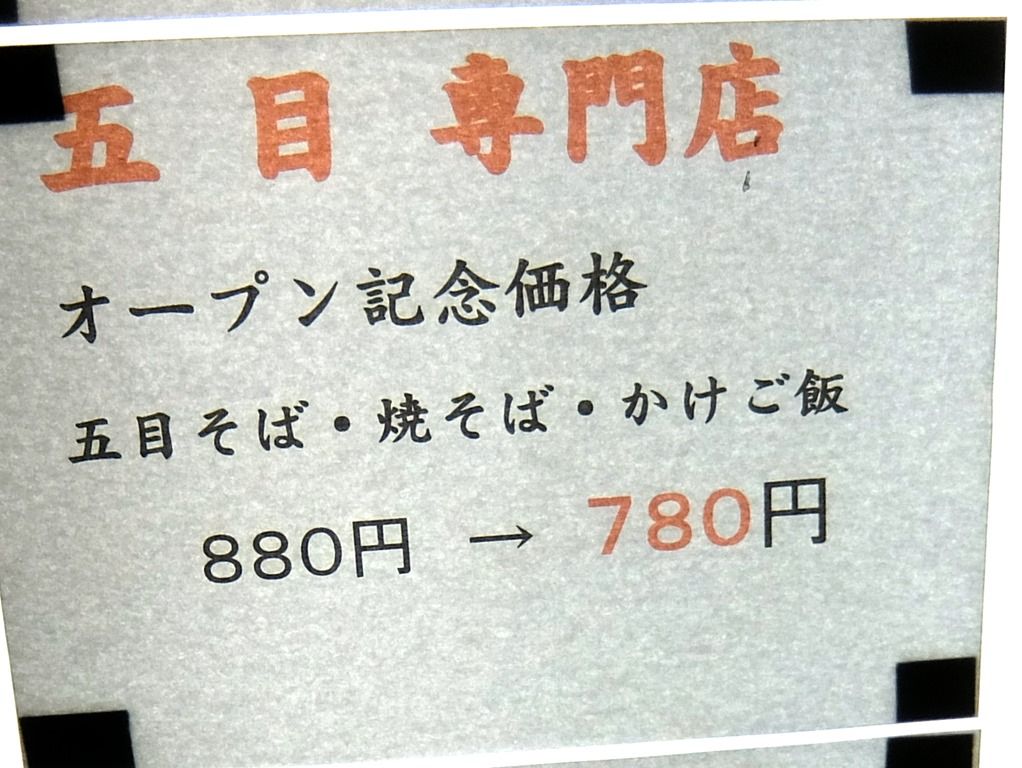 五目 専門店
オープン記念価格
五目そば・焼そば・かけご飯
880円 → 780円